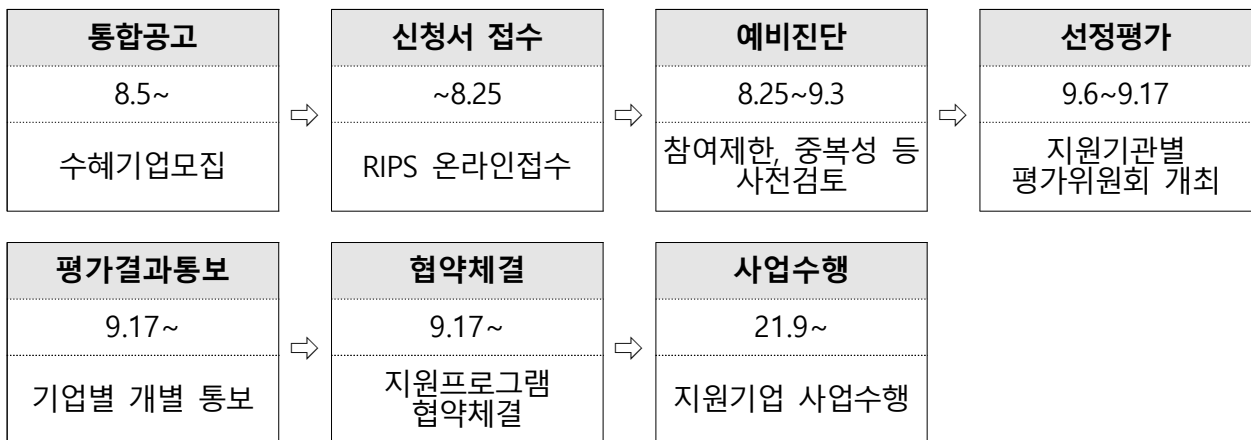 통합공고
8.5~
수혜기업모집
신청서 접수
~8.25
RIPS 온라인접수
예비진단
8.25~9.3
참여제한, 중복성 등
사전검토
선정평가
9.6~9.17
지원기관별
평가위원회 개최
평가결과통보
9.17~
기업별 개별 통보
협약체결
9.17~
지원프로그램
협약체결
사업수행
21.9~
지원기업 사업수행